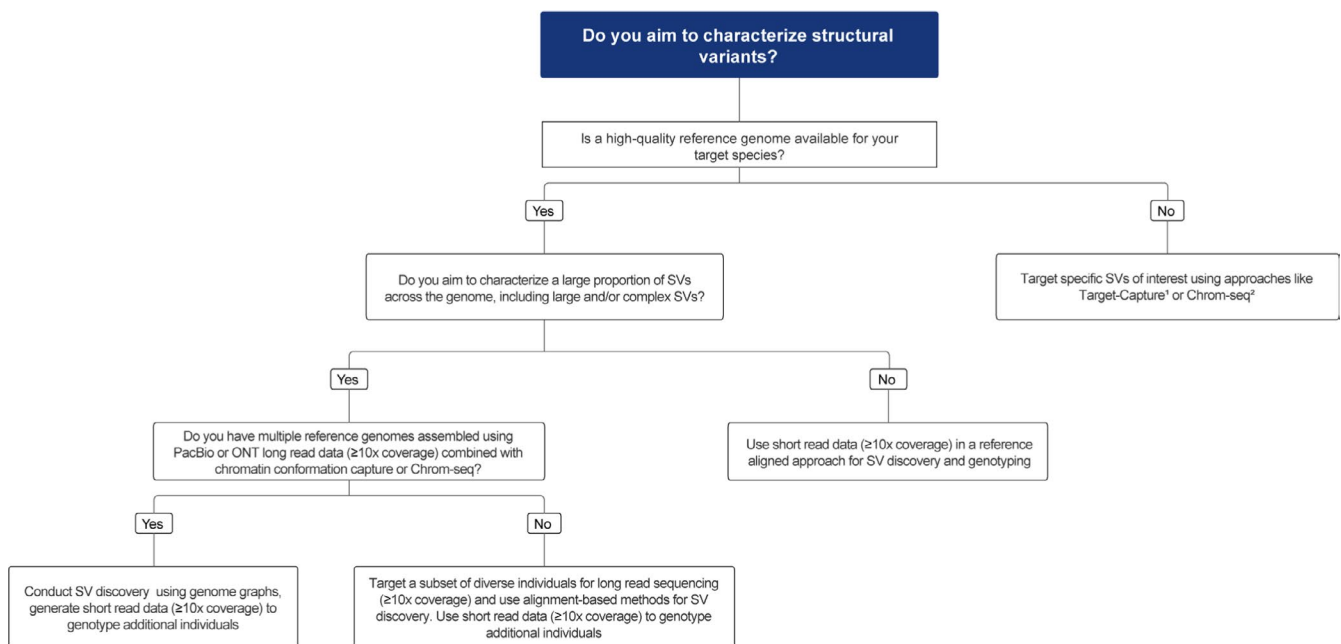 Do you aim to characterize structural
variants?
Is a high-quality reference genome available for your
target species?
Yes
No
Do you aim to characterize a large proportion of SVs
across the genome, including large and/or complex SVs?
Target specific SVs of interest using approaches like
Target-Capture¹ or Chrom-seq²
Yes
No
Do you have multiple reference genomes assembled using
PacBio or ONT long read data (≥10x coverage) combined with
chromatin conformation capture or Chrom-seq?
Use short read data (≥10x coverage) in a reference
aligned approach for SV discovery and genotyping
Yes
No
Conduct SV discovery using genome graphs,
generate short read data (≥10x coverage) to
genotype additional individuals
Target a subset of diverse individuals for long read sequencing
(≥10x coverage) and use alignment-based methods for SV
discovery. Use short read data (≥10x coverage) to genotype
additional individuals